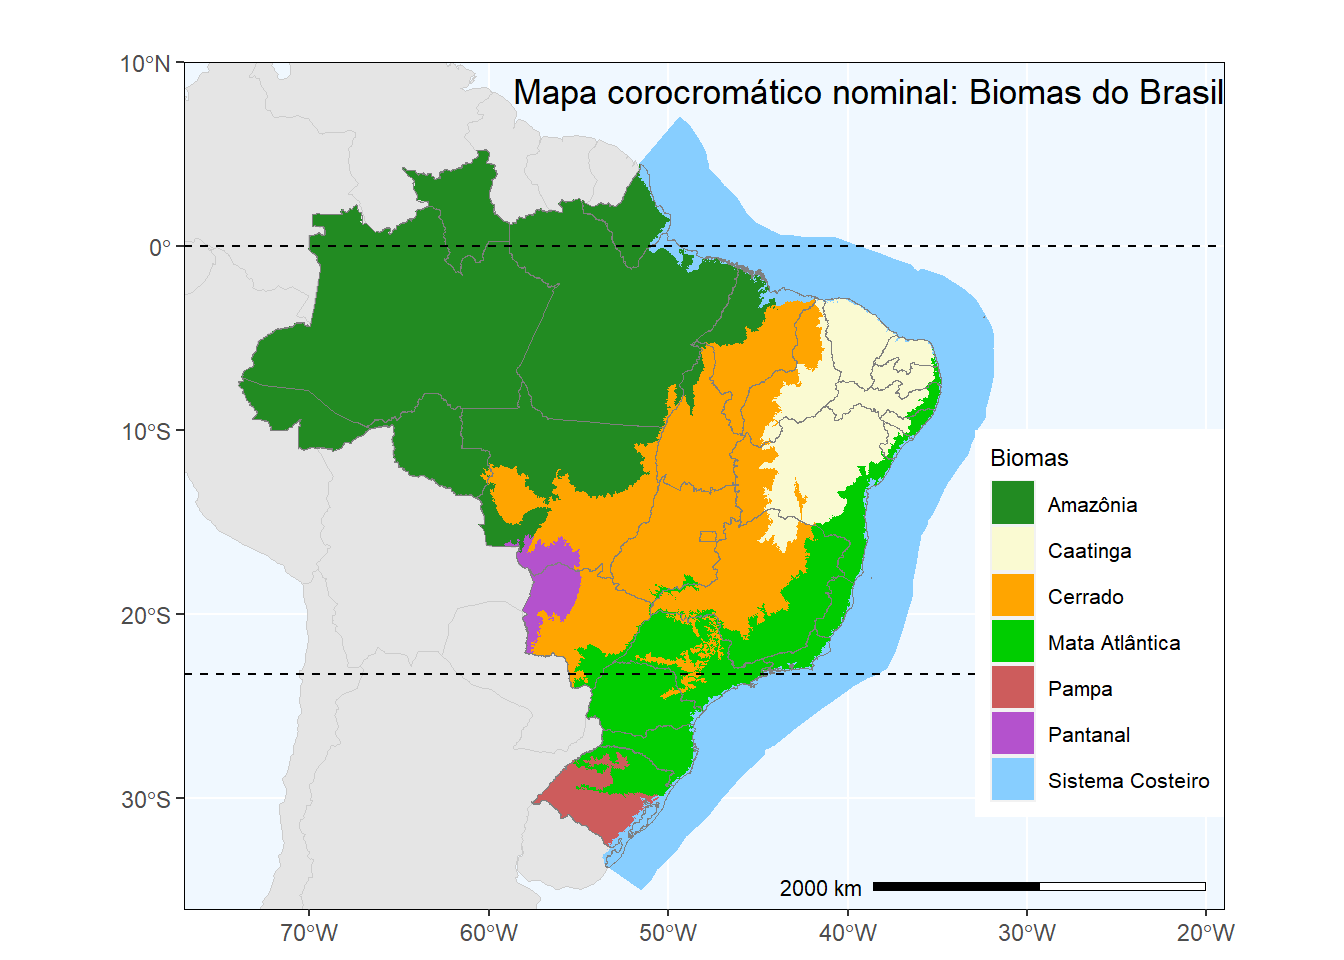 Mapa corocromático nominal: Biomas do Brasil
10°N
0°
10°S
20°S
30°S
Biomas
Amazônia
Caatinga
Cerrado
Mata Atlântica
Pampa
Pantanal
Sistema Costeiro
2000 km
70°W
60°W
50°W
40°W
30°W
20°W